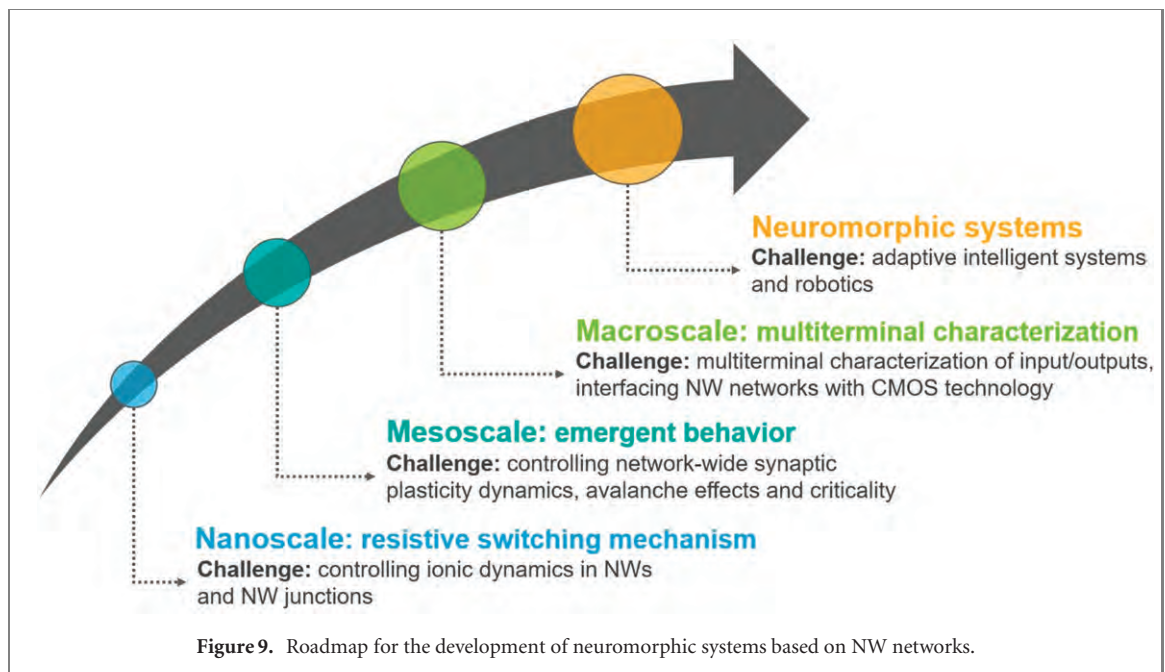 Neuromorphic systems
Challenge: adaptive intelligent systems
and robotics
Macroscale: multiterminal characterization
Challenge: multiterminal characterization of input/outputs,
interfacing NW networks with CMOS technology
Mesoscale: emergent behavior
Challenge: controlling network-wide synaptic
plasticity dynamics, avalanche effects and criticality
Nanoscale: resistive switching mechanism
Challenge: controlling ionic dynamics in NWs
and NW junctions
Figure 9. Roadmap for the development of neuromorphic systems based on NW networks.